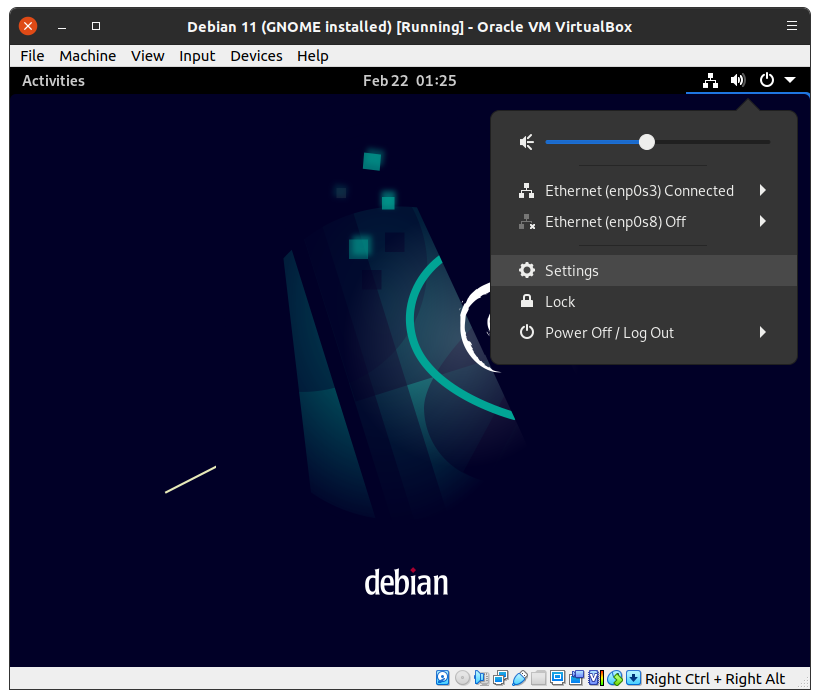 Debian 11 (GNOME installed) [Running] - Oracle VM VirtualBox
File Machine View Input Devices Help
Activities Feb 22 01:25
Ethernet (enp0s3) Connected
Ethernet (enp0s8) Off
Settings
Lock
Power Off / Log Out
debian
Right Ctrl + Right Alt